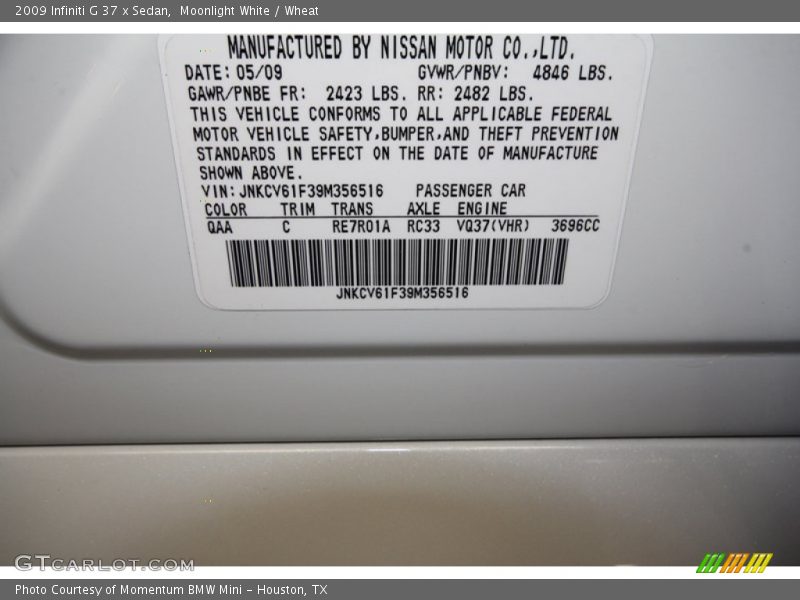 2009 Infiniti G 37 x Sedan,  Moonlight White / Wheat
MANUFACTURED BY NISSAN MOTOR CO.,LTD.
DATE: 05/09 GVWR/PNBV: 4846 LBS.
GAWR/PNBE FR: 2423 LBS. RR: 2482 LBS.
THIS VEHICLE CONFORMS TO ALL APPLICABLE FEDERAL
MOTOR VEHICLE SAFETY,BUMPER,AND THEFT PREVENTION
STANDARDS IN EFFECT ON THE DATE OF MANUFACTURE
SHOWN ABOVE.
VIN: JNKCV61F39M356516 PASSENGER CAR
COLOR TRIM TRANS AXLE ENGINE
QAA C RE7R01A RC33 VQ37(VHR) 3696CC
JNKCV61F39M356516
GTCARLOT.COM
Photo Courtesy of Momentum BMW Mini - Houston, TX